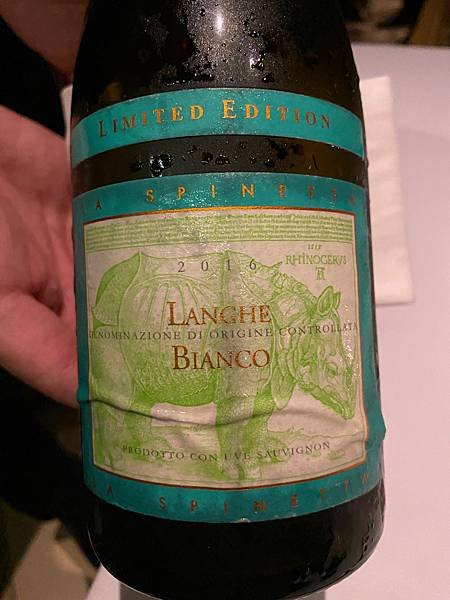 LIMITED EDITION
LA SPINETTA
1515
RHINOCERVS
2016
LANGHE
DENOMINAZIONE DI ORIGINE CONTROLLATA
BIANCO
PRODOTTO CON UVE SAUVIGNON
LA SPINETTA